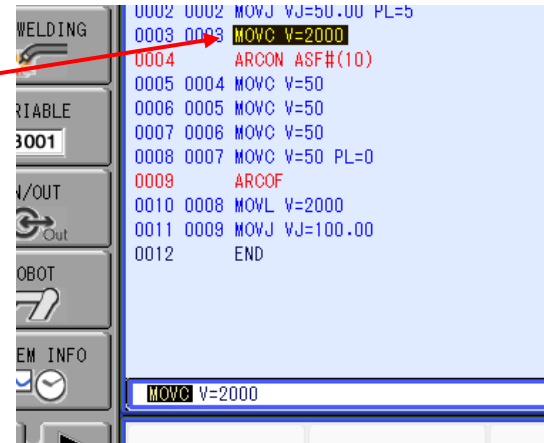 0002 0002 MOVJ VJ=50.00 PL=5
WELDING
0003 0003 MOVC V=2000
0004 ARCON ASF#(10)
0005 0004 MOVC V=50
0006 0005 MOVC V=50
0007 0006 MOVC V=50
0008 0007 MOVC V=50 PL=0
0009 ARCOF
0010 0008 MOVL V=2000
0011 0009 MOVJ VJ=100.00
0012 END
RIABLE
B001
N/OUT
Out
OBOT
EM INFO
MOVC V=2000